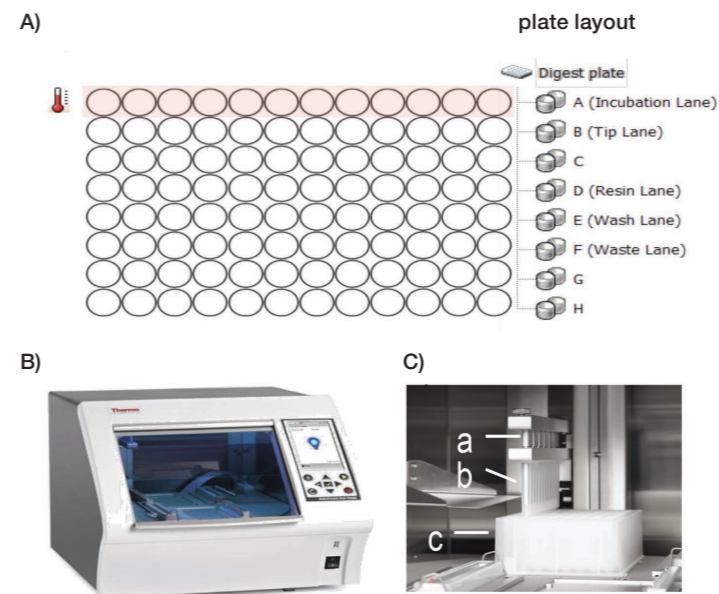 A)
plate layout
Digest plate
A (Incubation Lane)
B (Tip Lane)
C
D (Resin Lane)
E (Wash Lane)
F (Waste Lane)
G
H
B)
C)
Thermo
a
b
c